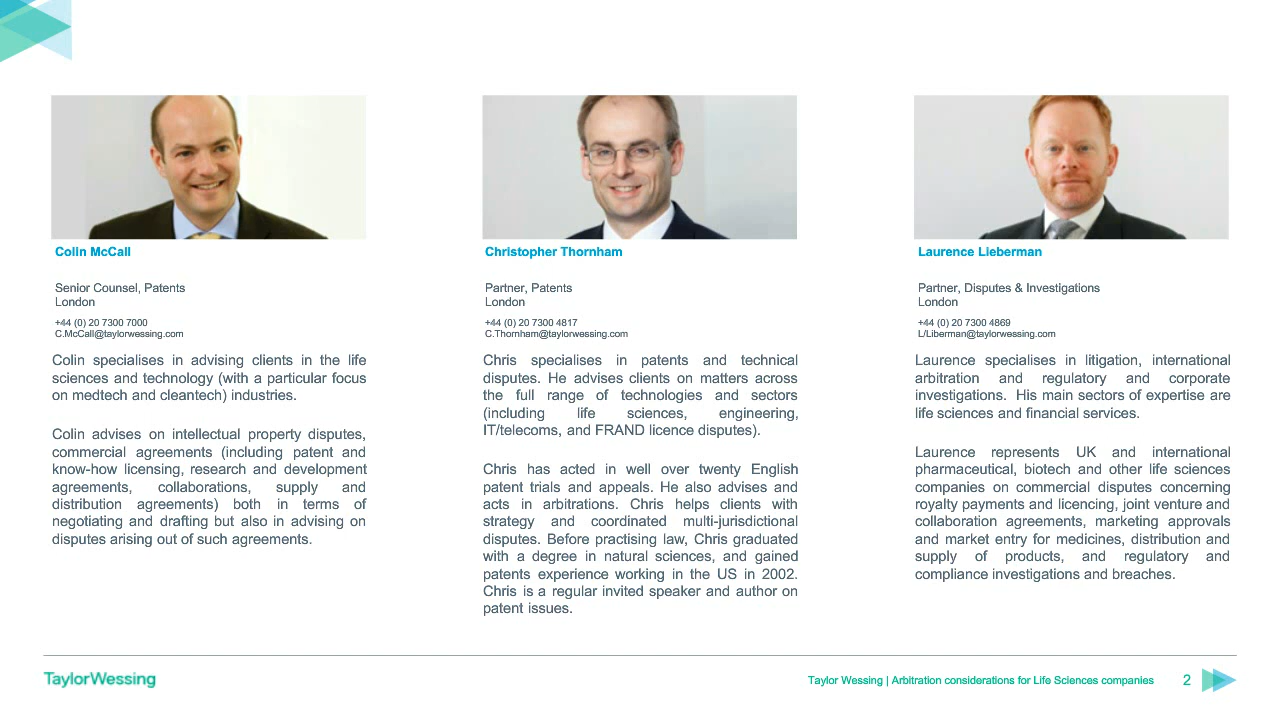 Colin McCall
Senior Counsel, Patents
London
+44 (0) 20 7300 7000
C.McCall@taylorwessing.com
Colin specialises in advising clients in the life
sciences and technology (with a particular focus
on medtech and cleantech) industries.
Colin advises on intellectual property disputes,
commercial agreements (including patent and
know-how licensing, research and development
agreements, collaborations, supply and
distribution agreements) both in terms of
negotiating and drafting but also in advising on
disputes arising out of such agreements.
Christopher Thornham
Partner, Patents
London
+44 (0) 20 7300 4817
C.Thornham@taylorwessing.com
Chris specialises in patents and technical
disputes. He advises clients on matters across
the full range of technologies and sectors
(including life sciences, engineering,
IT/telecoms, and FRAND licence disputes).
Chris has acted in well over twenty English
patent trials and appeals. He also advises and
acts in arbitrations. Chris helps clients with
strategy and coordinated multi-jurisdictional
disputes. Before practising law, Chris graduated
with a degree in natural sciences, and gained
patents experience working in the US in 2002.
Chris is a regular invited speaker and author on
patent issues.
Laurence Lieberman
Partner, Disputes & Investigations
London
+44 (0) 20 7300 4869
L/Liberman@taylorwessing.com
Laurence specialises in litigation, international
arbitration and regulatory and corporate
investigations. His main sectors of expertise are
life sciences and financial services.
Laurence represents UK and international
pharmaceutical, biotech and other life sciences
companies on commercial disputes concerning
royalty payments and licencing, joint venture and
collaboration agreements, marketing approvals
and market entry for medicines, distribution and
supply of products, and regulatory and
compliance investigations and breaches.
TaylorWessing
Taylor Wessing | Arbitration considerations for Life Sciences companies 2